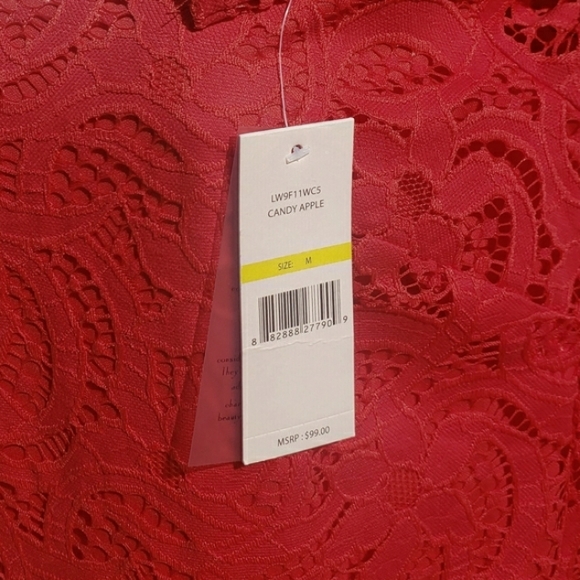 LW9F11WC5
CANDY APPLE
SIZE: M
8 82888 27790 9
MSRP : $99.00